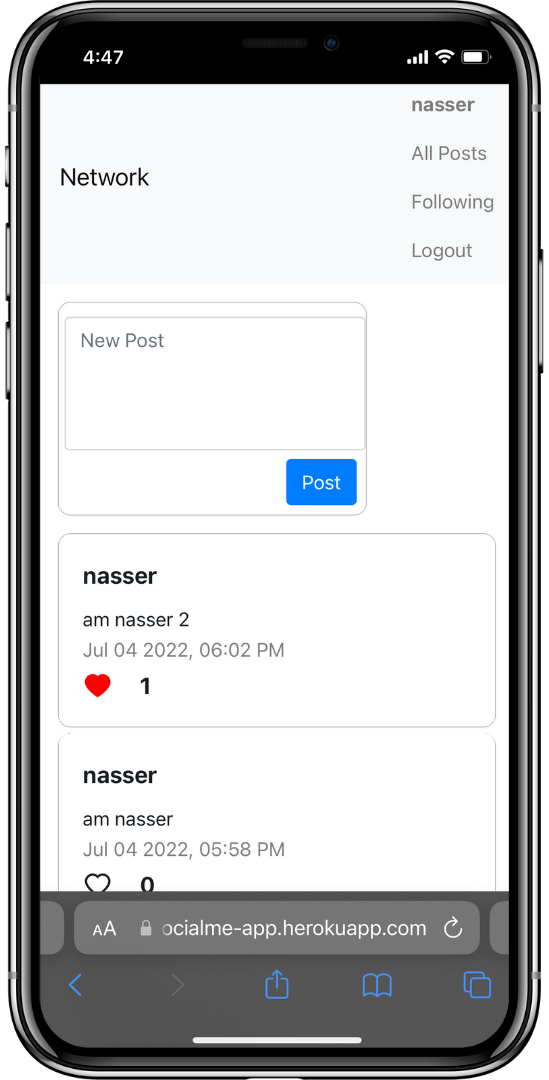 4:47
nasser
All Posts
Network
Following
Logout
New Post
Post
nasser
am nasser 2
Jul 04 2022, 06:02 PM
1
nasser
am nasser
Jul 04 2022, 05:58 PM
0
AA ocialme-app.herokuapp.com